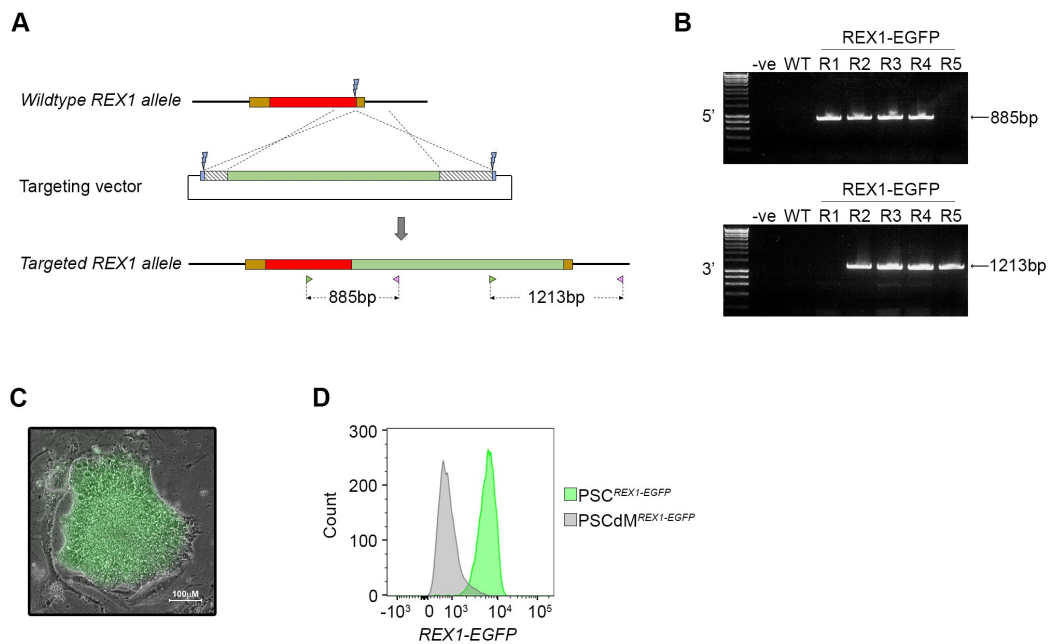 A
Wildtype REX1 allele
Targeting vector
Targeted REX1 allele
885bp
1213bp
B
REX1-EGFP
-ve WT R1 R2 R3 R4 R5
5’
←885bp
REX1-EGFP
-ve WT R1 R2 R3 R4 R5
3’
←1213bp
C
100μM
D
300
200
100
0
Count
-10³ 0 10³ 10⁴ 10⁵
REX1-EGFP
PSC^REX1-EGFP
PSCdM^REX1-EGFP